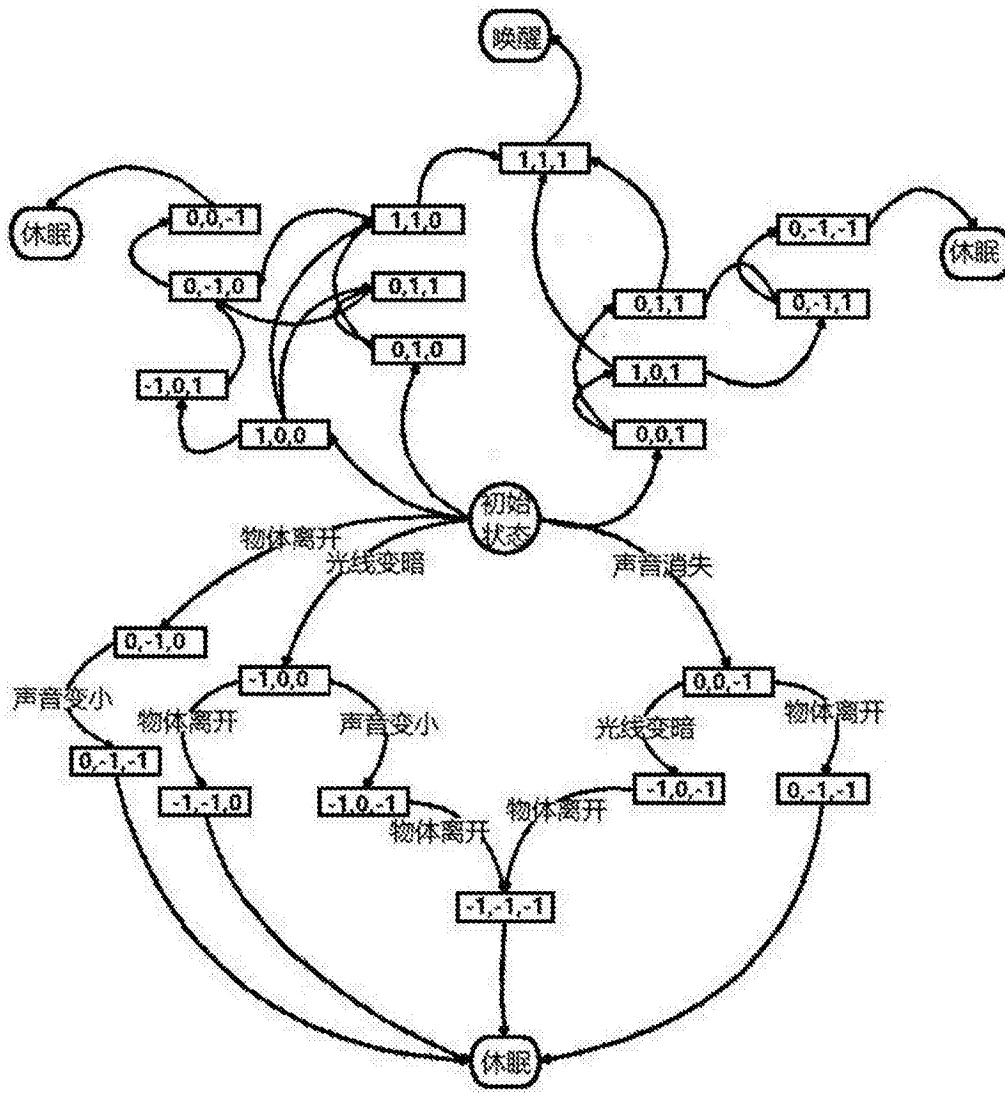 唤醒
1,1,1
0,0,-1
1,1,0
0,-1,-1
休眠
休眠
0,-1,0
0,1,1
0,1,1
0,-1,1
0,1,0
-1,0,1
1,0,1
1,0,0
0,0,1
初始
状态
物体离开
光线变暗
声音消失
0,-1,0
-1,0,0
0,0,-1
声音变小
物体离开
声音变小
光线变暗
物体离开
0,-1,-1
-1,-1,0
-1,0,-1
-1,0,-1
0,-1,-1
物体离开
物体离开
-1,-1,-1
休眠